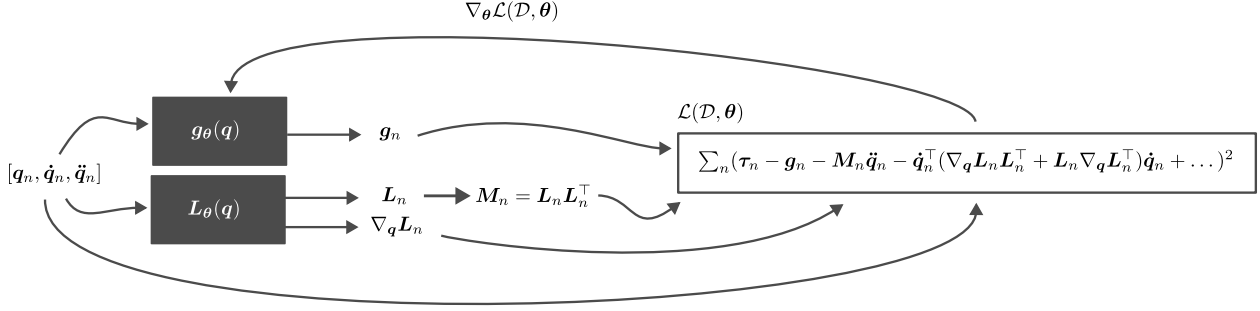 ∇_θ ℒ(𝒟, θ)
ℒ(𝒟, θ)
g_θ(q)
g_n
∑_n(τ_n − g_n − M_n q̈_n − q̇_n^⊤(∇_q L_n L_n^⊤ + L_n ∇_q L_n^⊤)q̇_n + …)²
[q_n, q̇_n, q̈_n]
L_θ(q)
L_n
M_n = L_n L_n^⊤
∇_q L_n